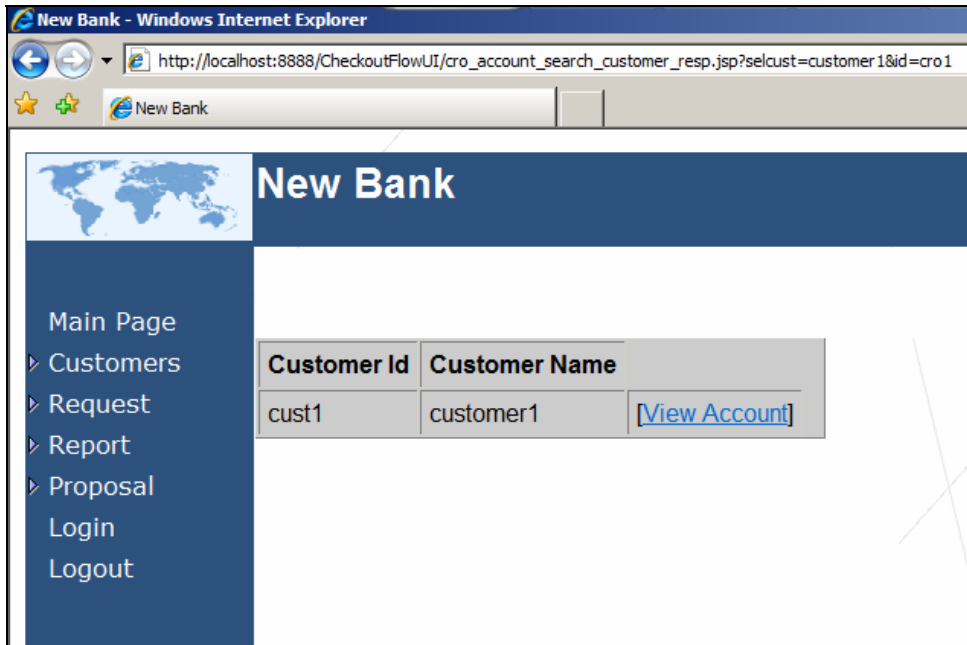 New Bank - Windows Internet Explorer
http://localhost:8888/CheckoutFlowUI/cro_account_search_customer_resp.jsp?selcust=customer1&id=cro1
New Bank
New Bank
Main Page
Customers
Request
Report
Proposal
Login
Logout
Customer Id Customer Name
cust1 customer1 [View Account]